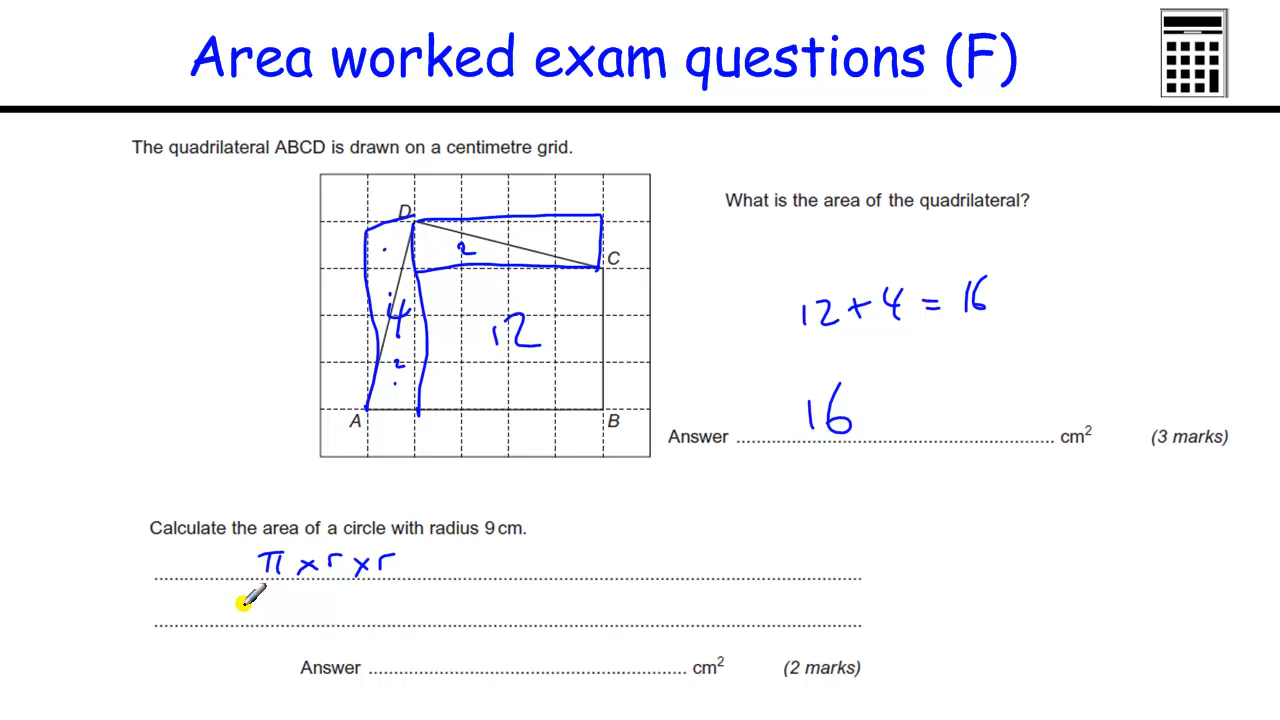 Area worked exam questions (F)
The quadrilateral ABCD is drawn on a centimetre grid.
What is the area of the quadrilateral?
D
2
C
4
12
2
A
B
12 + 4 = 16
16
Answer ................ cm²
(3 marks)
Calculate the area of a circle with radius 9 cm.
π × r × r
Answer ................ cm²
(2 marks)